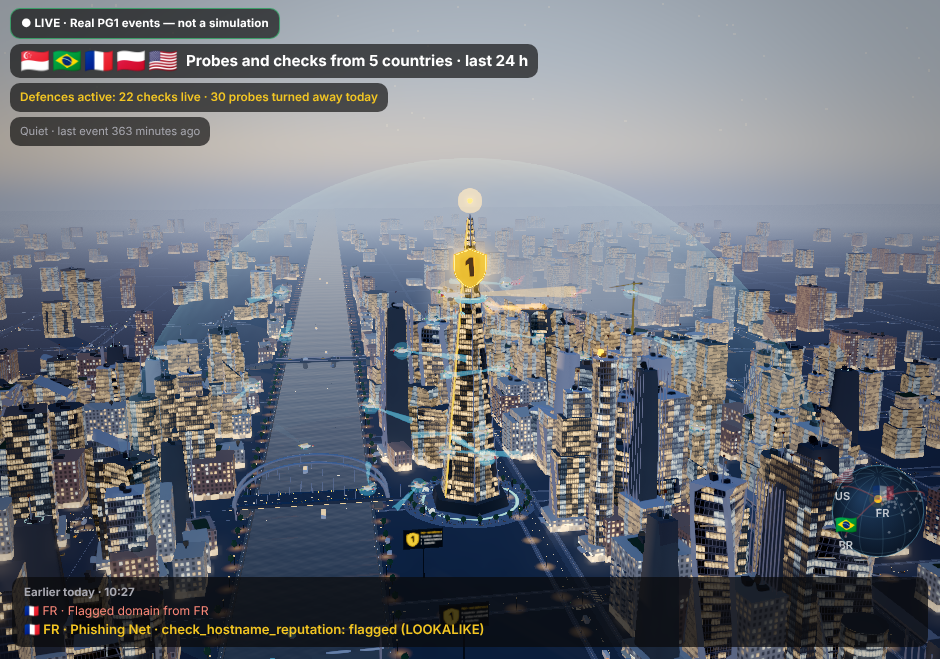 LIVE · Real PG1 events — not a simulation
Probes and checks from 5 countries · last 24 h
Defences active: 22 checks live · 30 probes turned away today
Quiet · last event 363 minutes ago
1
US
FR
BR
1
1
Earlier today · 10:27
FR · Flagged domain from FR
FR · Phishing Net · check_hostname_reputation: flagged (LOOKALIKE)